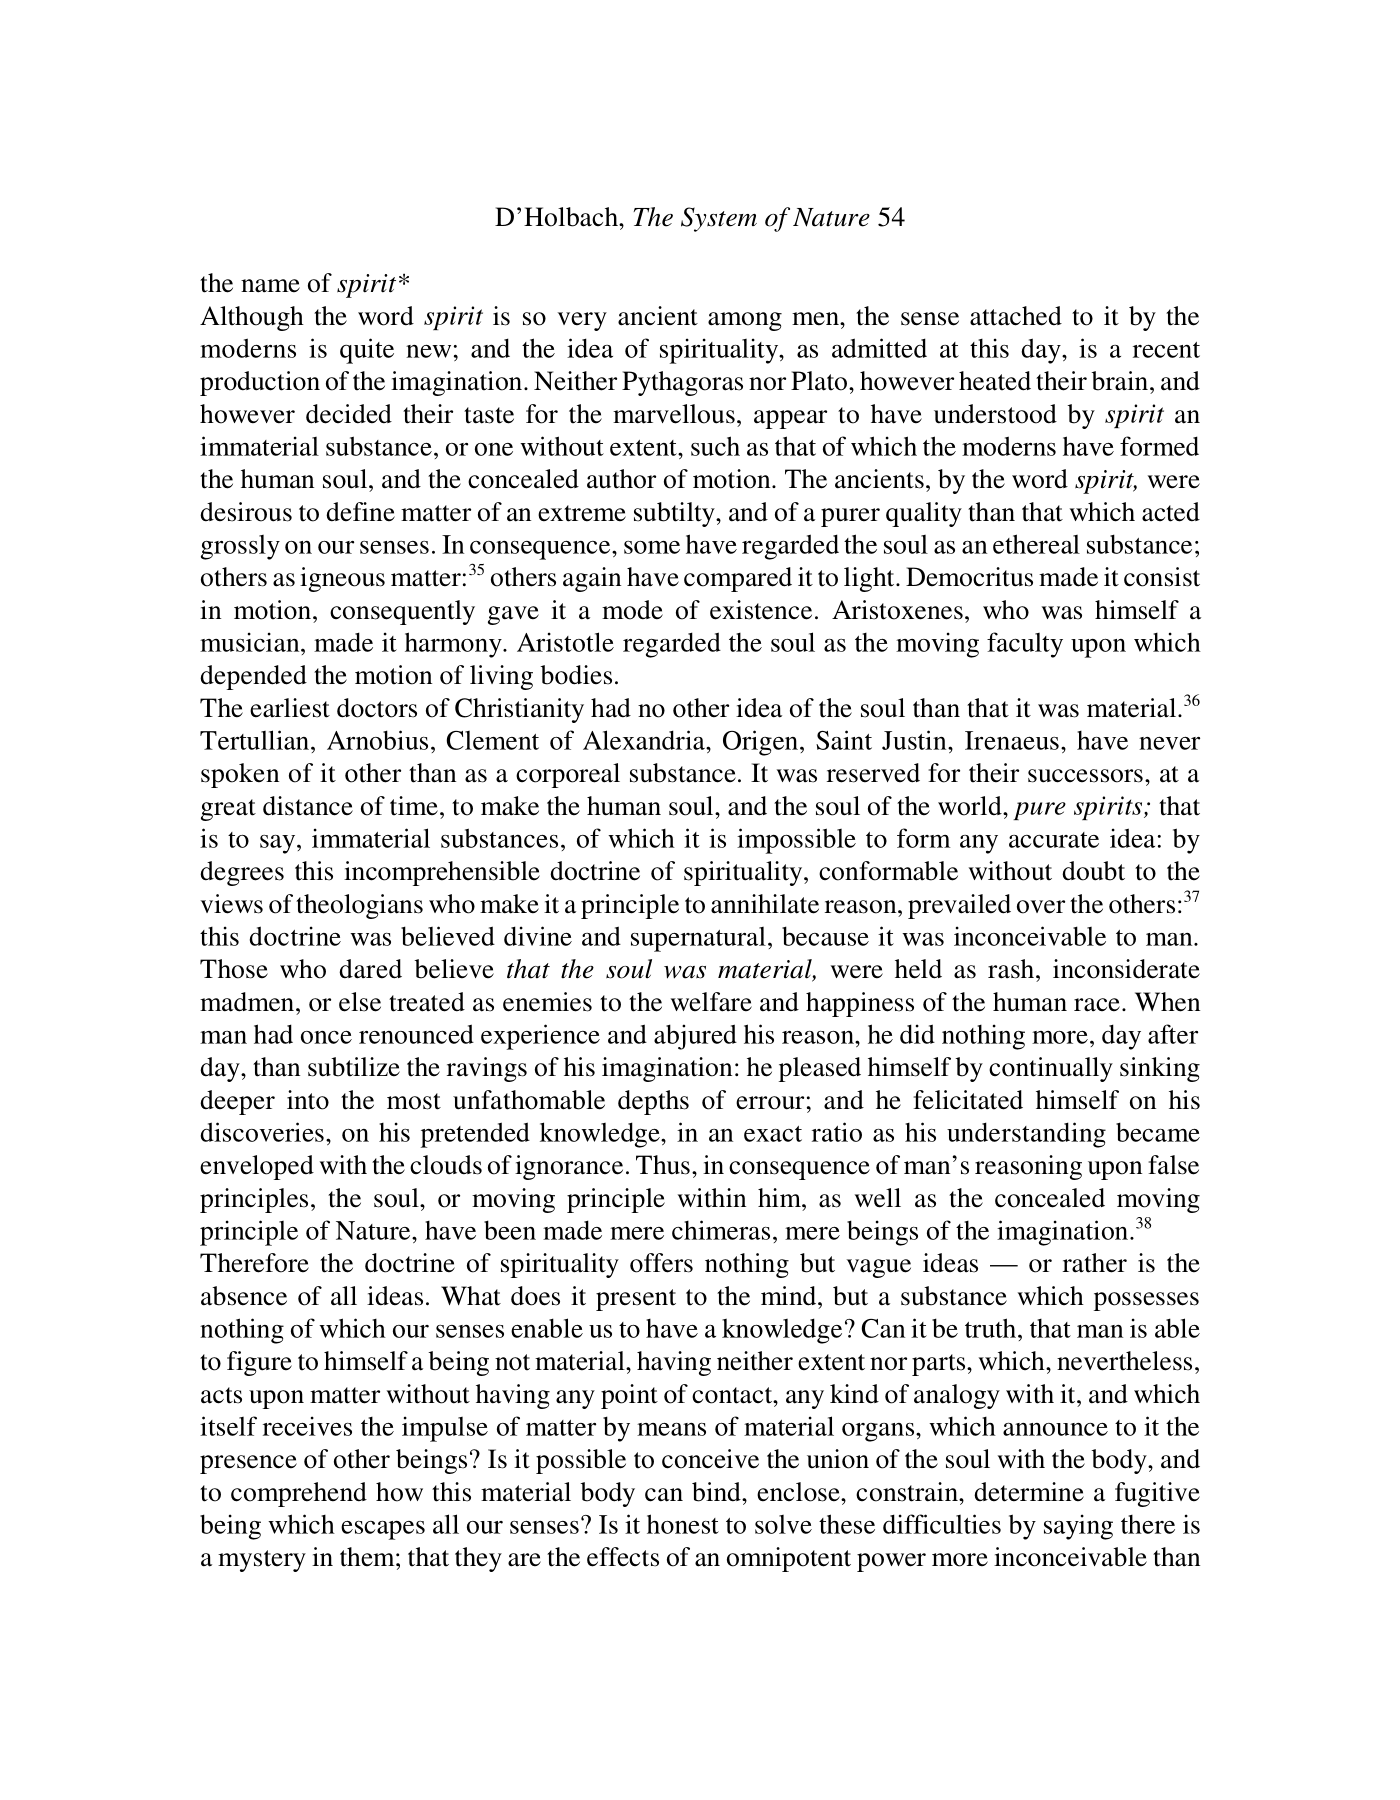 D’Holbach, The System of Nature 54
the name of spirit*
Although the word spirit is so very ancient among men, the sense attached to it by the
moderns is quite new; and the idea of spirituality, as admitted at this day, is a recent
production of the imagination. Neither Pythagoras nor Plato, however heated their brain, and
however decided their taste for the marvellous, appear to have understood by spirit an
immaterial substance, or one without extent, such as that of which the moderns have formed
the human soul, and the concealed author of motion. The ancients, by the word spirit, were
desirous to define matter of an extreme subtilty, and of a purer quality than that which acted
grossly on our senses. In consequence, some have regarded the soul as an ethereal substance;
others as igneous matter:35 others again have compared it to light. Democritus made it consist
in motion, consequently gave it a mode of existence. Aristoxenes, who was himself a
musician, made it harmony. Aristotle regarded the soul as the moving faculty upon which
depended the motion of living bodies.
The earliest doctors of Christianity had no other idea of the soul than that it was material.36
Tertullian, Arnobius, Clement of Alexandria, Origen, Saint Justin, Irenaeus, have never
spoken of it other than as a corporeal substance. It was reserved for their successors, at a
great distance of time, to make the human soul, and the soul of the world, pure spirits; that
is to say, immaterial substances, of which it is impossible to form any accurate idea: by
degrees this incomprehensible doctrine of spirituality, conformable without doubt to the
views of theologians who make it a principle to annihilate reason, prevailed over the others:37
this doctrine was believed divine and supernatural, because it was inconceivable to man.
Those who dared believe that the soul was material, were held as rash, inconsiderate
madmen, or else treated as enemies to the welfare and happiness of the human race. When
man had once renounced experience and abjured his reason, he did nothing more, day after
day, than subtilize the ravings of his imagination: he pleased himself by continually sinking
deeper into the most unfathomable depths of errour; and he felicitated himself on his
discoveries, on his pretended knowledge, in an exact ratio as his understanding became
enveloped with the clouds of ignorance. Thus, in consequence of man’s reasoning upon false
principles, the soul, or moving principle within him, as well as the concealed moving
principle of Nature, have been made mere chimeras, mere beings of the imagination.38
Therefore the doctrine of spirituality offers nothing but vague ideas — or rather is the
absence of all ideas. What does it present to the mind, but a substance which possesses
nothing of which our senses enable us to have a knowledge? Can it be truth, that man is able
to figure to himself a being not material, having neither extent nor parts, which, nevertheless,
acts upon matter without having any point of contact, any kind of analogy with it, and which
itself receives the impulse of matter by means of material organs, which announce to it the
presence of other beings? Is it possible to conceive the union of the soul with the body, and
to comprehend how this material body can bind, enclose, constrain, determine a fugitive
being which escapes all our senses? Is it honest to solve these difficulties by saying there is
a mystery in them; that they are the effects of an omnipotent power more inconceivable than